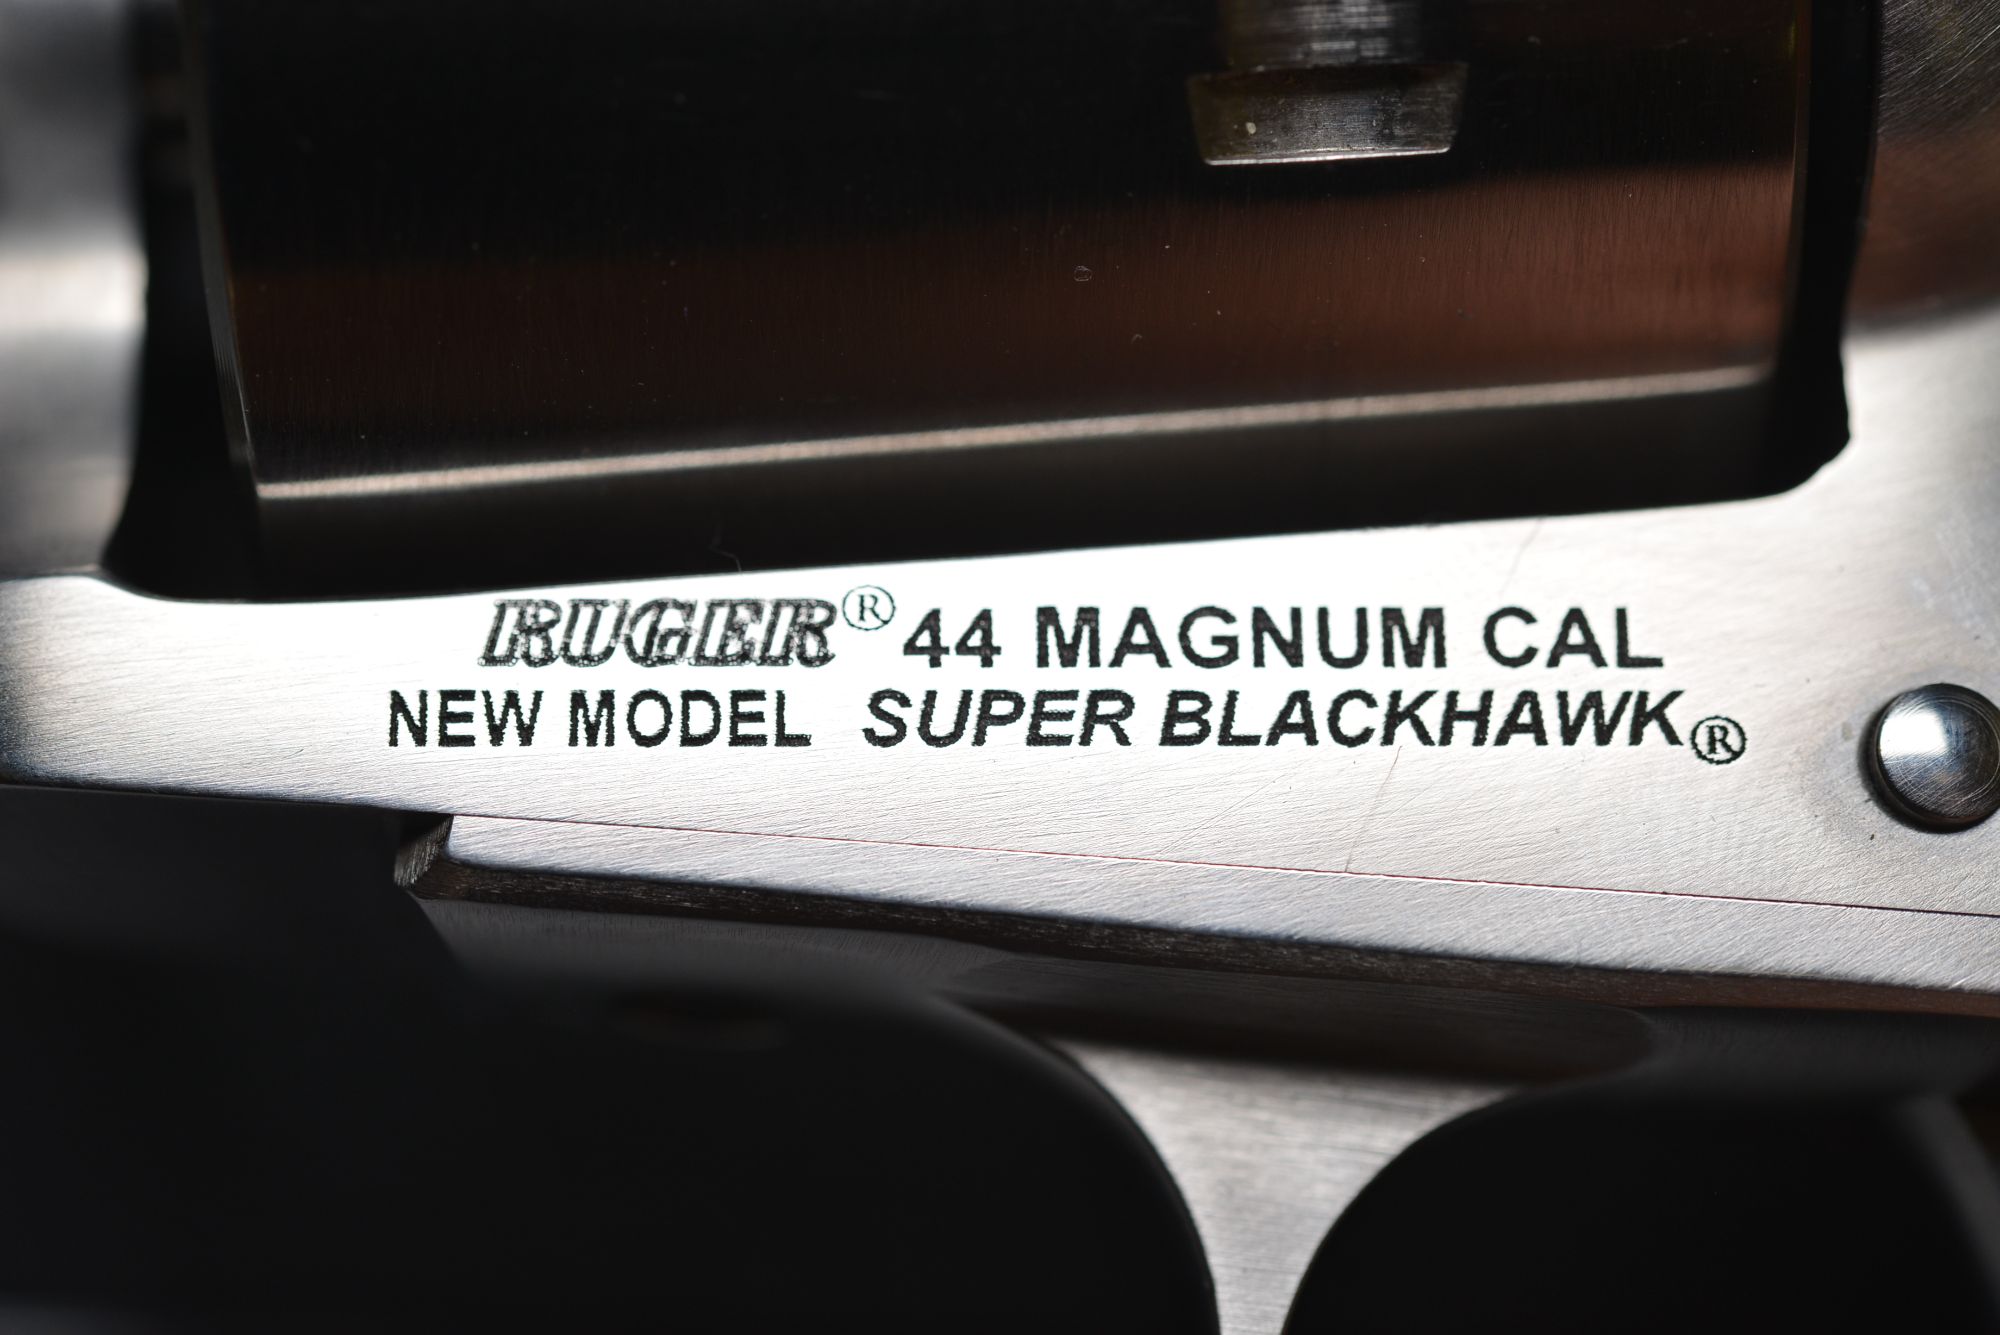 RUGER® 44 MAGNUM CAL
NEW MODEL SUPER BLACKHAWK®